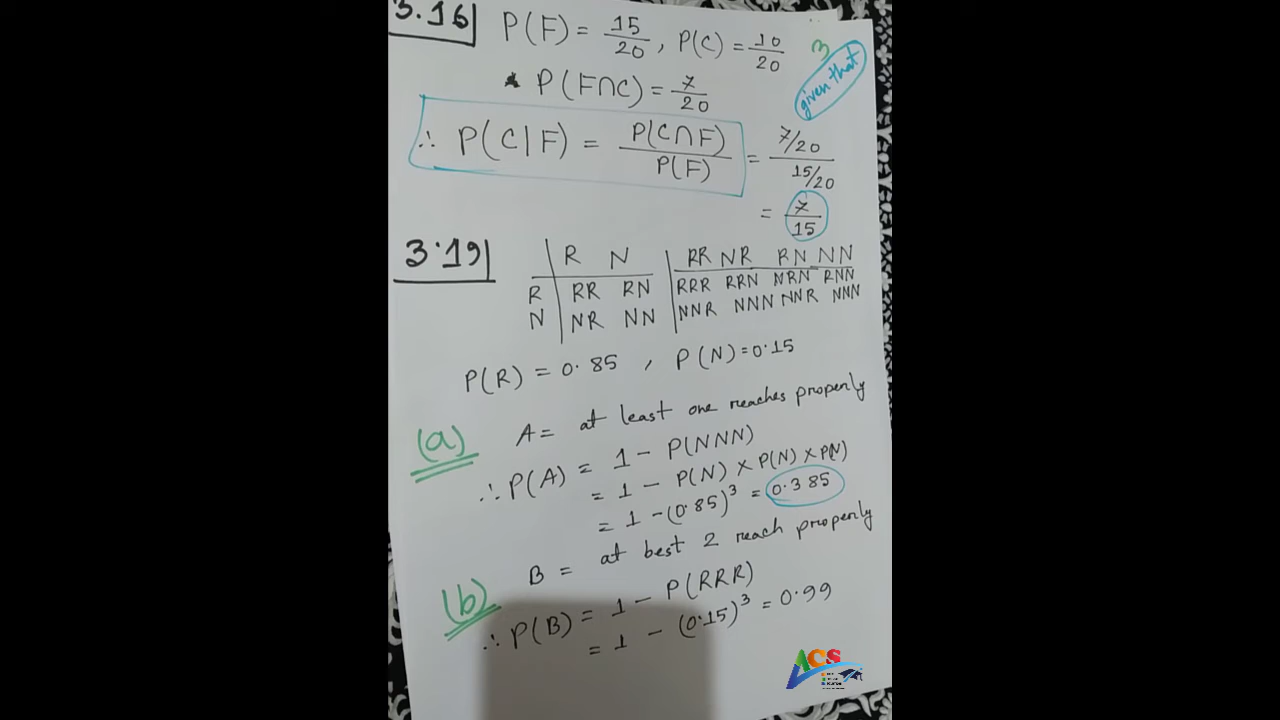 3.16 P(F) = 15/20, P(C) = 10/20 3
given that
* P(F∩C) = 7/20
∴ P(C|F) = P(C∩F)/P(F) = 7/20 / 15/20
= 7/15
3.19
R N RR NR RN NN
R RR RN RRR RRN NRN RNN
N NR NN NNR NNN NNR NNN
P(R) = 0.85 , P(N) = 0.15
(a) A = at least one reaches properly
∴ P(A) = 1 - P(NNN)
= 1 - P(N) × P(N) × P(N)
= 1 - (0.85)³ = 0.385
(b) B = at best 2 reach properly
∴ P(B) = 1 - P(RRR)
= 1 - (0.15)³ = 0.99
ACS